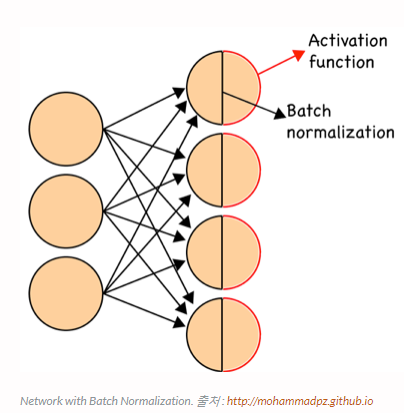 Activation
function
Batch
normalization
Network with Batch Normalization. 출처: http://mohammadpz.github.io